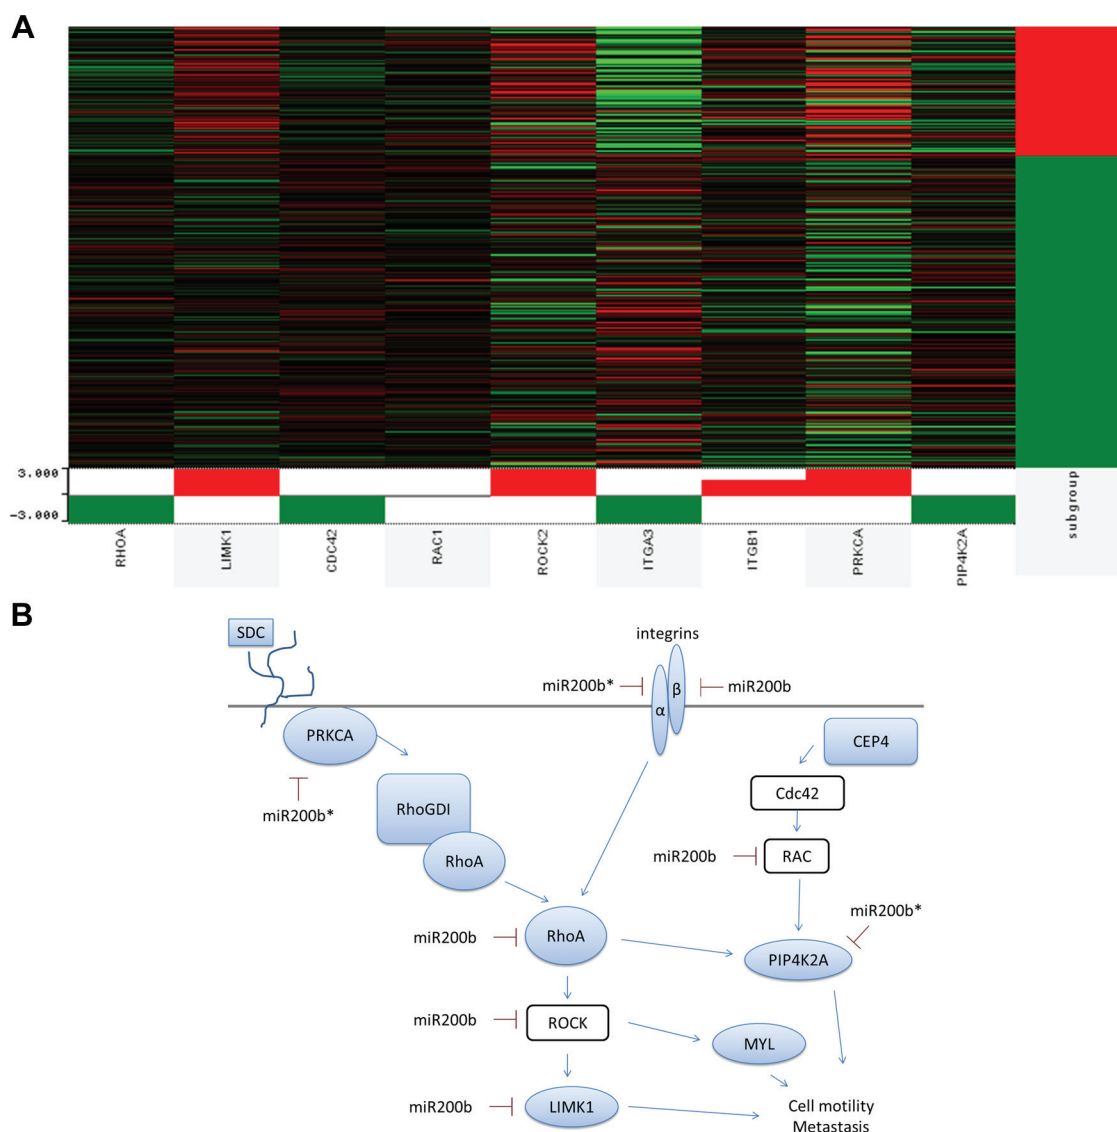 A
3.000
-3.000
RHOA
LIMK1
CDC42
RAC1
ROCK2
ITGA3
ITGB1
PRKCA
PIP4K2A
subgroup
B
SDC
integrins
miR200b*
α
β
miR200b
PRKCA
CEP4
miR200b*
RhoGDI
Cdc42
RhoA
miR200b
RAC
miR200b*
miR200b
RhoA
PIP4K2A
miR200b
ROCK
MYL
miR200b
LIMK1
Cell motility
Metastasis